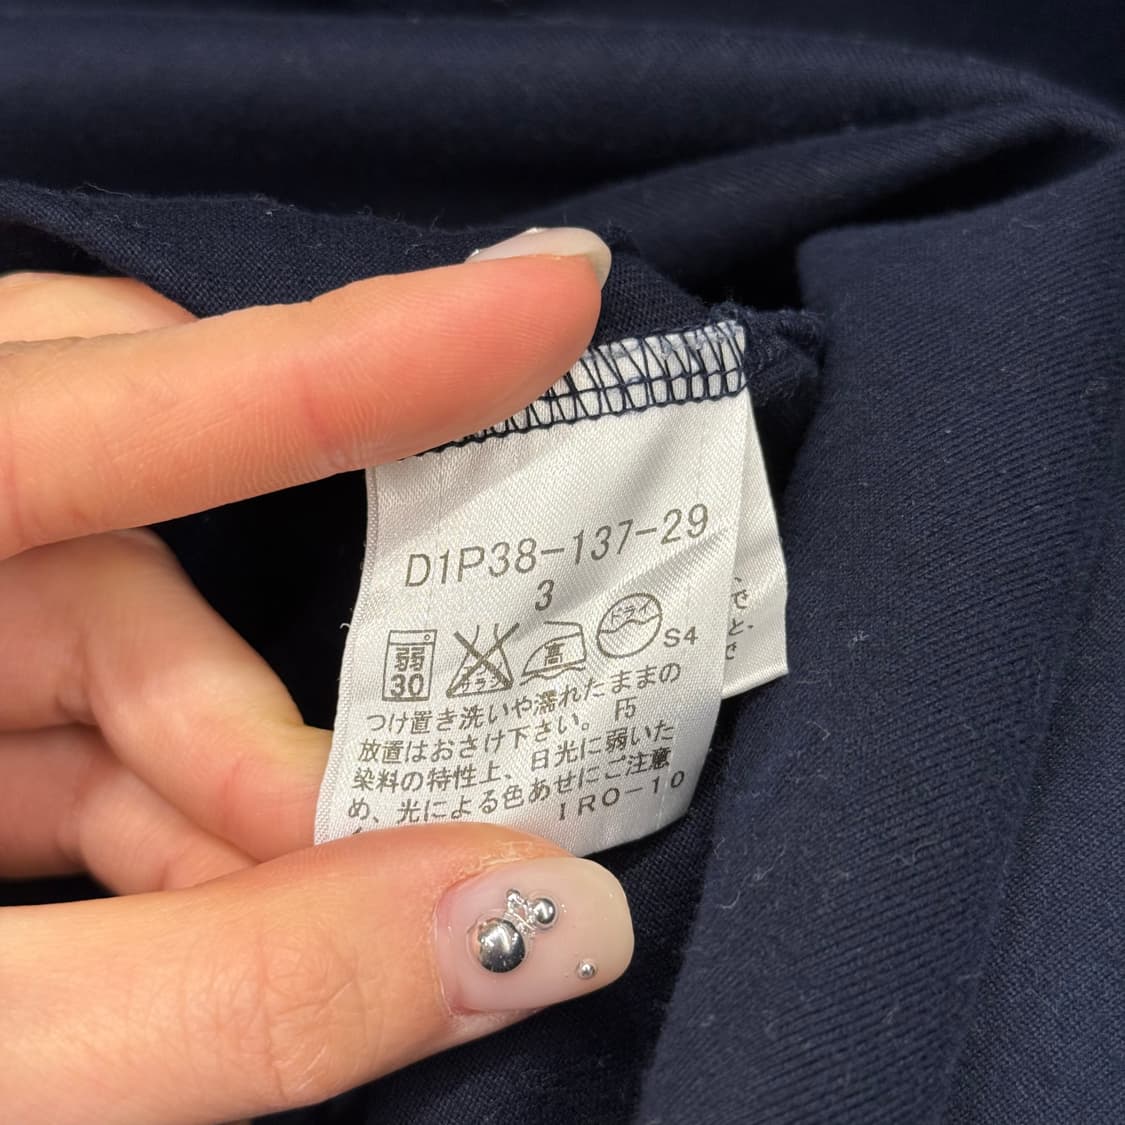 D1P38-137-29
3
弱
30
高
ドライ
S4
つけ置き洗いや濡れたままの
放置はおさけ下さい。 F5
染料の特性上、日光に弱いた
め、光による色あせにご注意
IRO-10